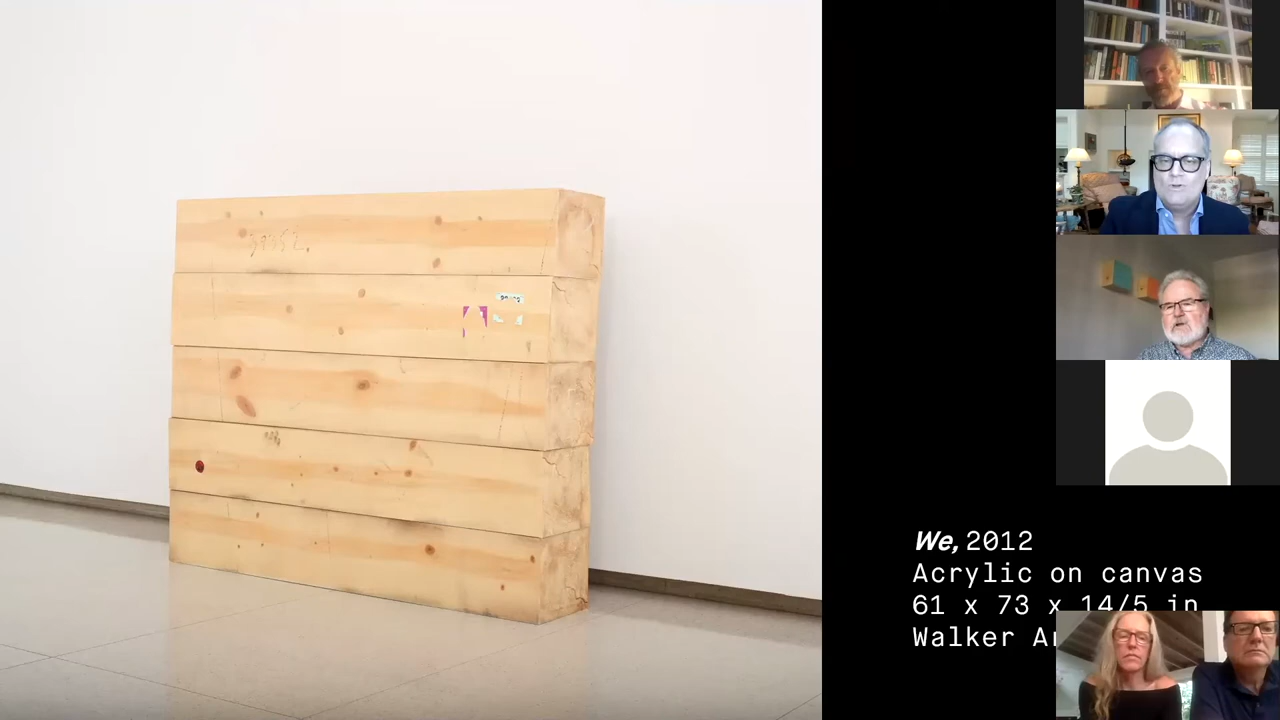 We, 2012
Acrylic on canvas
61 x 73 x 14/5 in
Walker